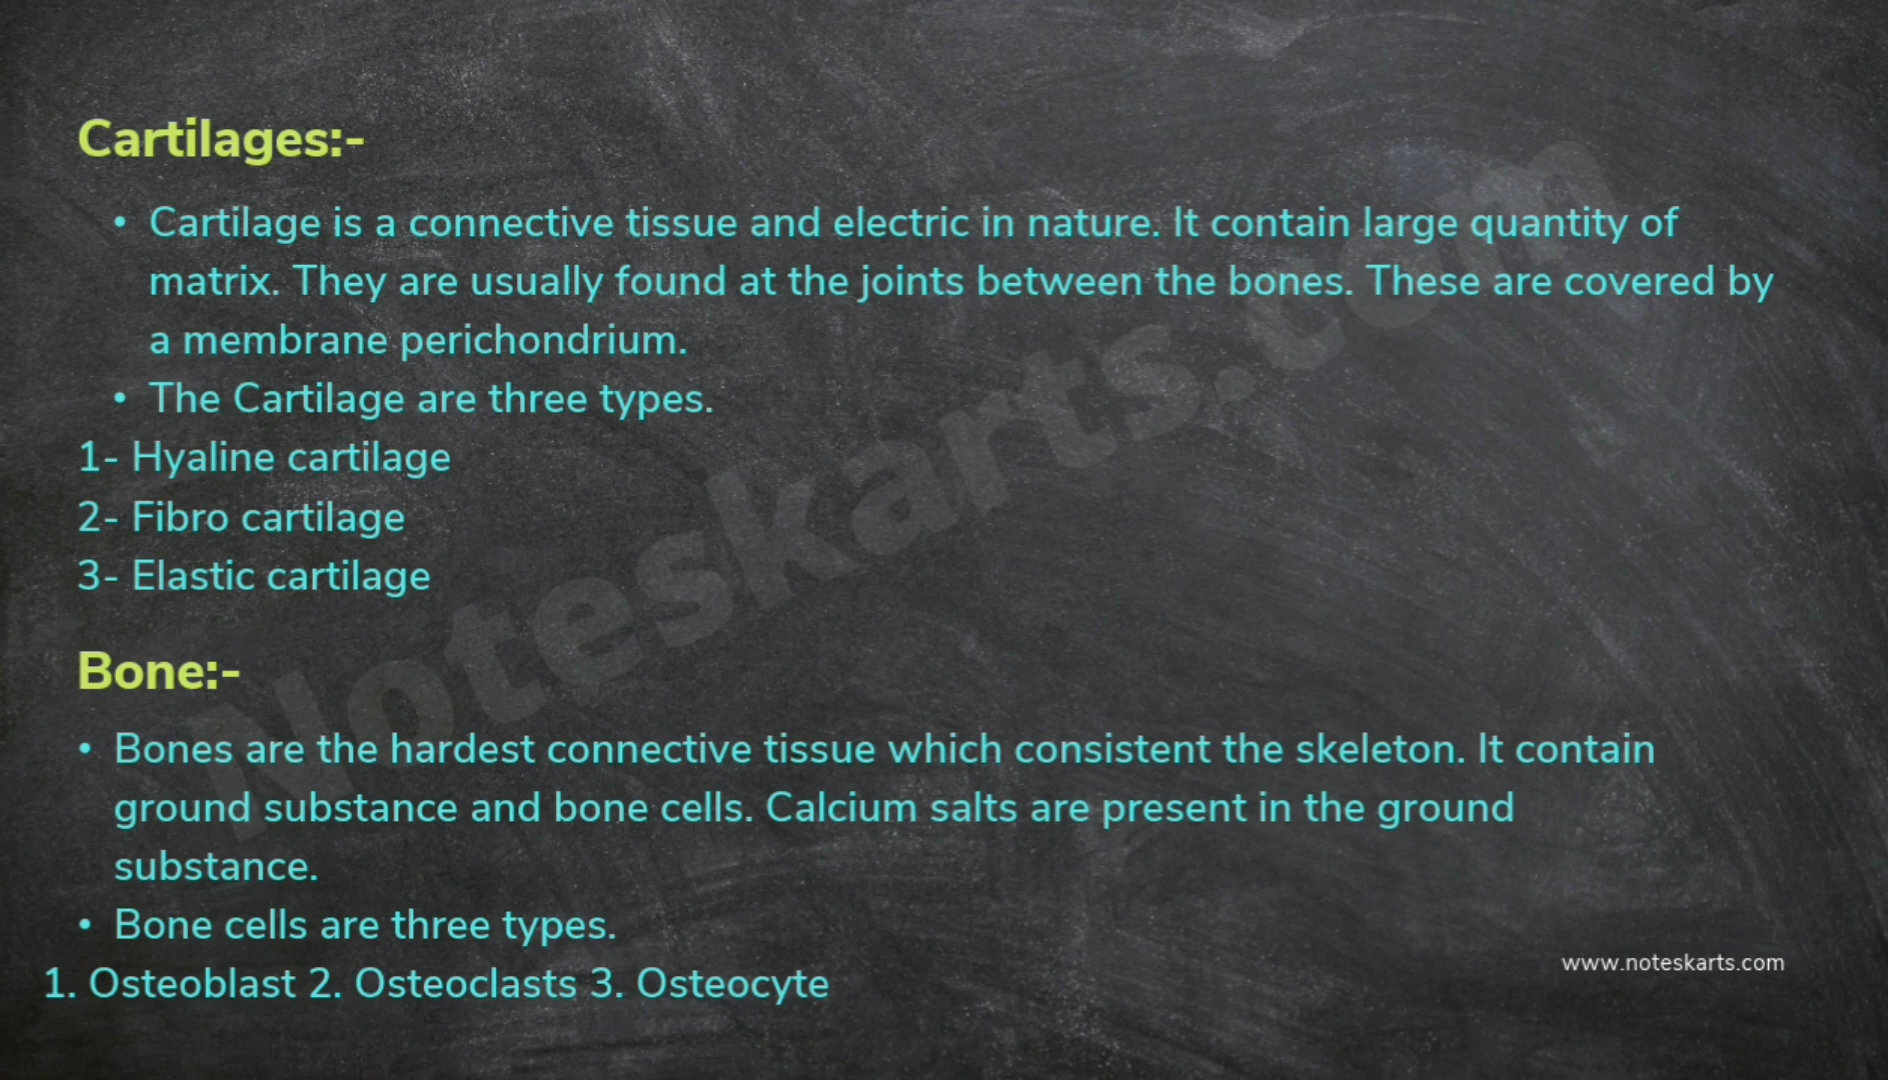 Cartilages:-
• Cartilage is a connective tissue and electric in nature. It contain large quantity of
matrix. They are usually found at the joints between the bones. These are covered by
a membrane perichondrium.
• The Cartilage are three types.
1- Hyaline cartilage
2- Fibro cartilage
3- Elastic cartilage
Bone:-
• Bones are the hardest connective tissue which consistent the skeleton. It contain
ground substance and bone cells. Calcium salts are present in the ground
substance.
• Bone cells are three types.
1. Osteoblast 2. Osteoclasts 3. Osteocyte
www.noteskarts.com
Noteskarts.com